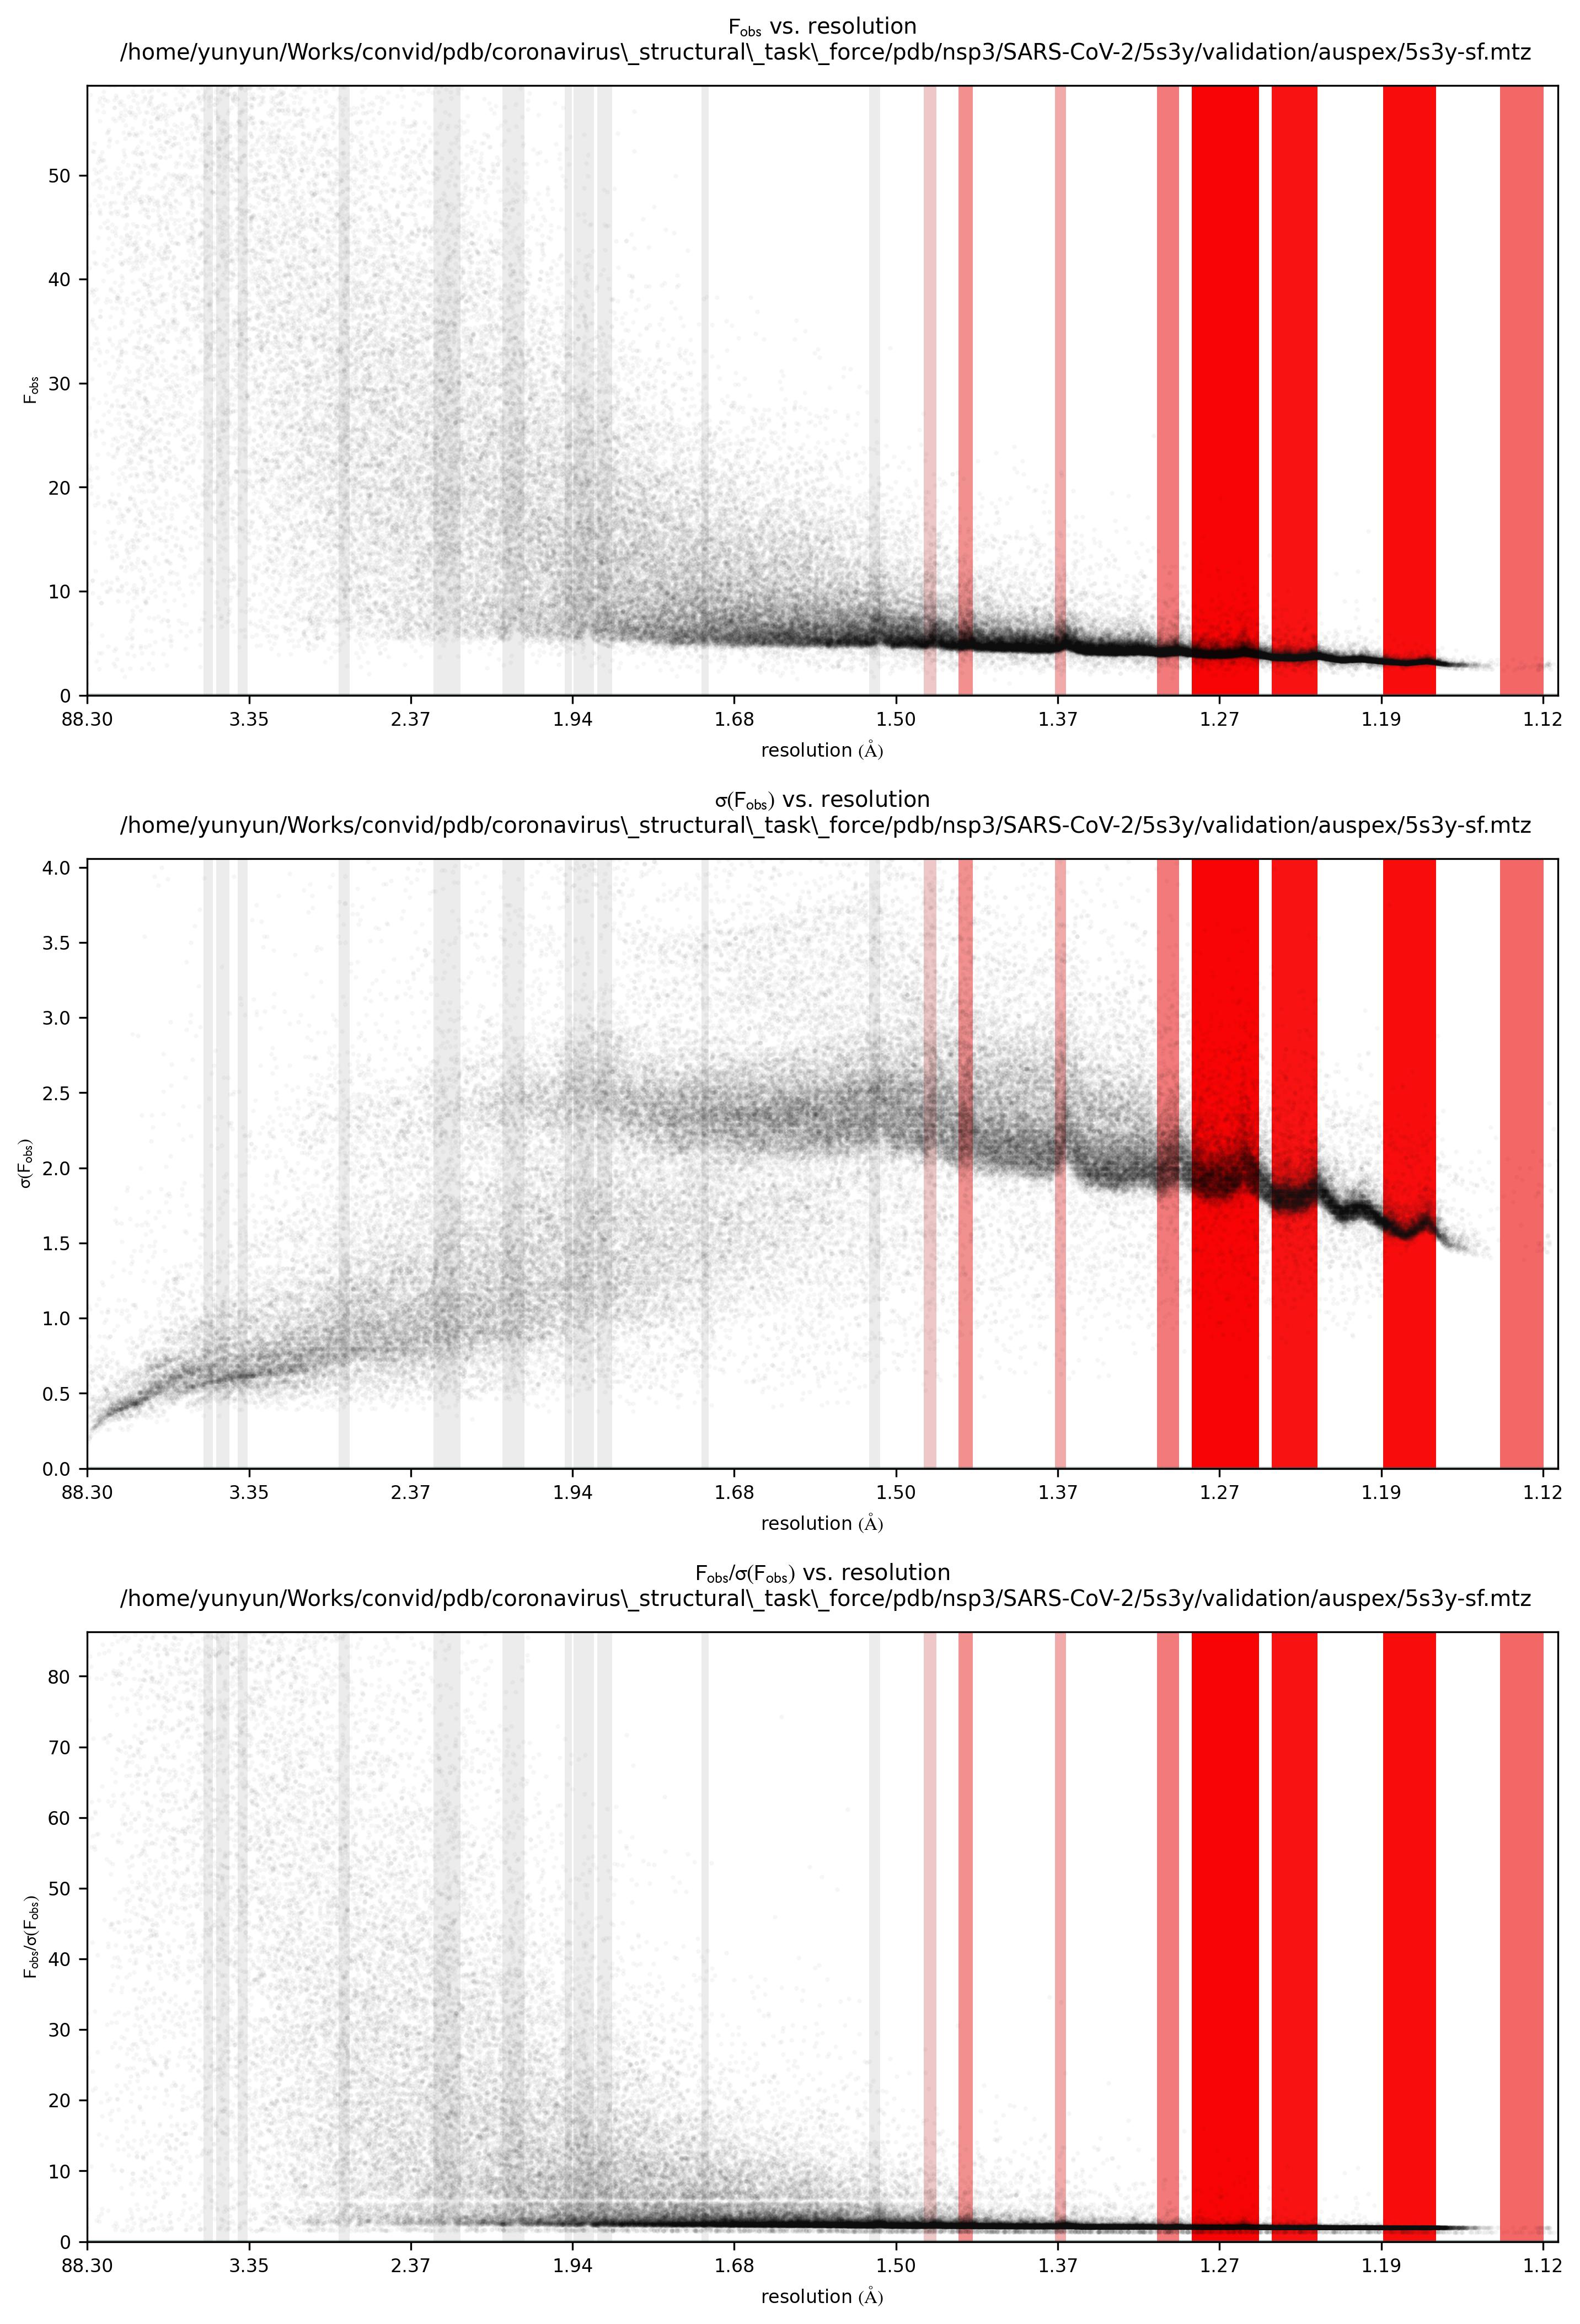 Fobs vs. resolution
/home/yunyun/Works/convid/pdb/coronavirus\_structural\_task\_force/pdb/nsp3/SARS-CoV-2/5s3y/validation/auspex/5s3y-sf.mtz
50
40
30
20
10
0
Fobs
88.30 3.35 2.37 1.94 1.68 1.50 1.37 1.27 1.19 1.12
resolution (Å)
σ(Fobs) vs. resolution
/home/yunyun/Works/convid/pdb/coronavirus\_structural\_task\_force/pdb/nsp3/SARS-CoV-2/5s3y/validation/auspex/5s3y-sf.mtz
4.0
3.5
3.0
2.5
2.0
1.5
1.0
0.5
0.0
σ(Fobs)
88.30 3.35 2.37 1.94 1.68 1.50 1.37 1.27 1.19 1.12
resolution (Å)
Fobs/σ(Fobs) vs. resolution
/home/yunyun/Works/convid/pdb/coronavirus\_structural\_task\_force/pdb/nsp3/SARS-CoV-2/5s3y/validation/auspex/5s3y-sf.mtz
80
70
60
50
40
30
20
10
0
Fobs/σ(Fobs)
88.30 3.35 2.37 1.94 1.68 1.50 1.37 1.27 1.19 1.12
resolution (Å)